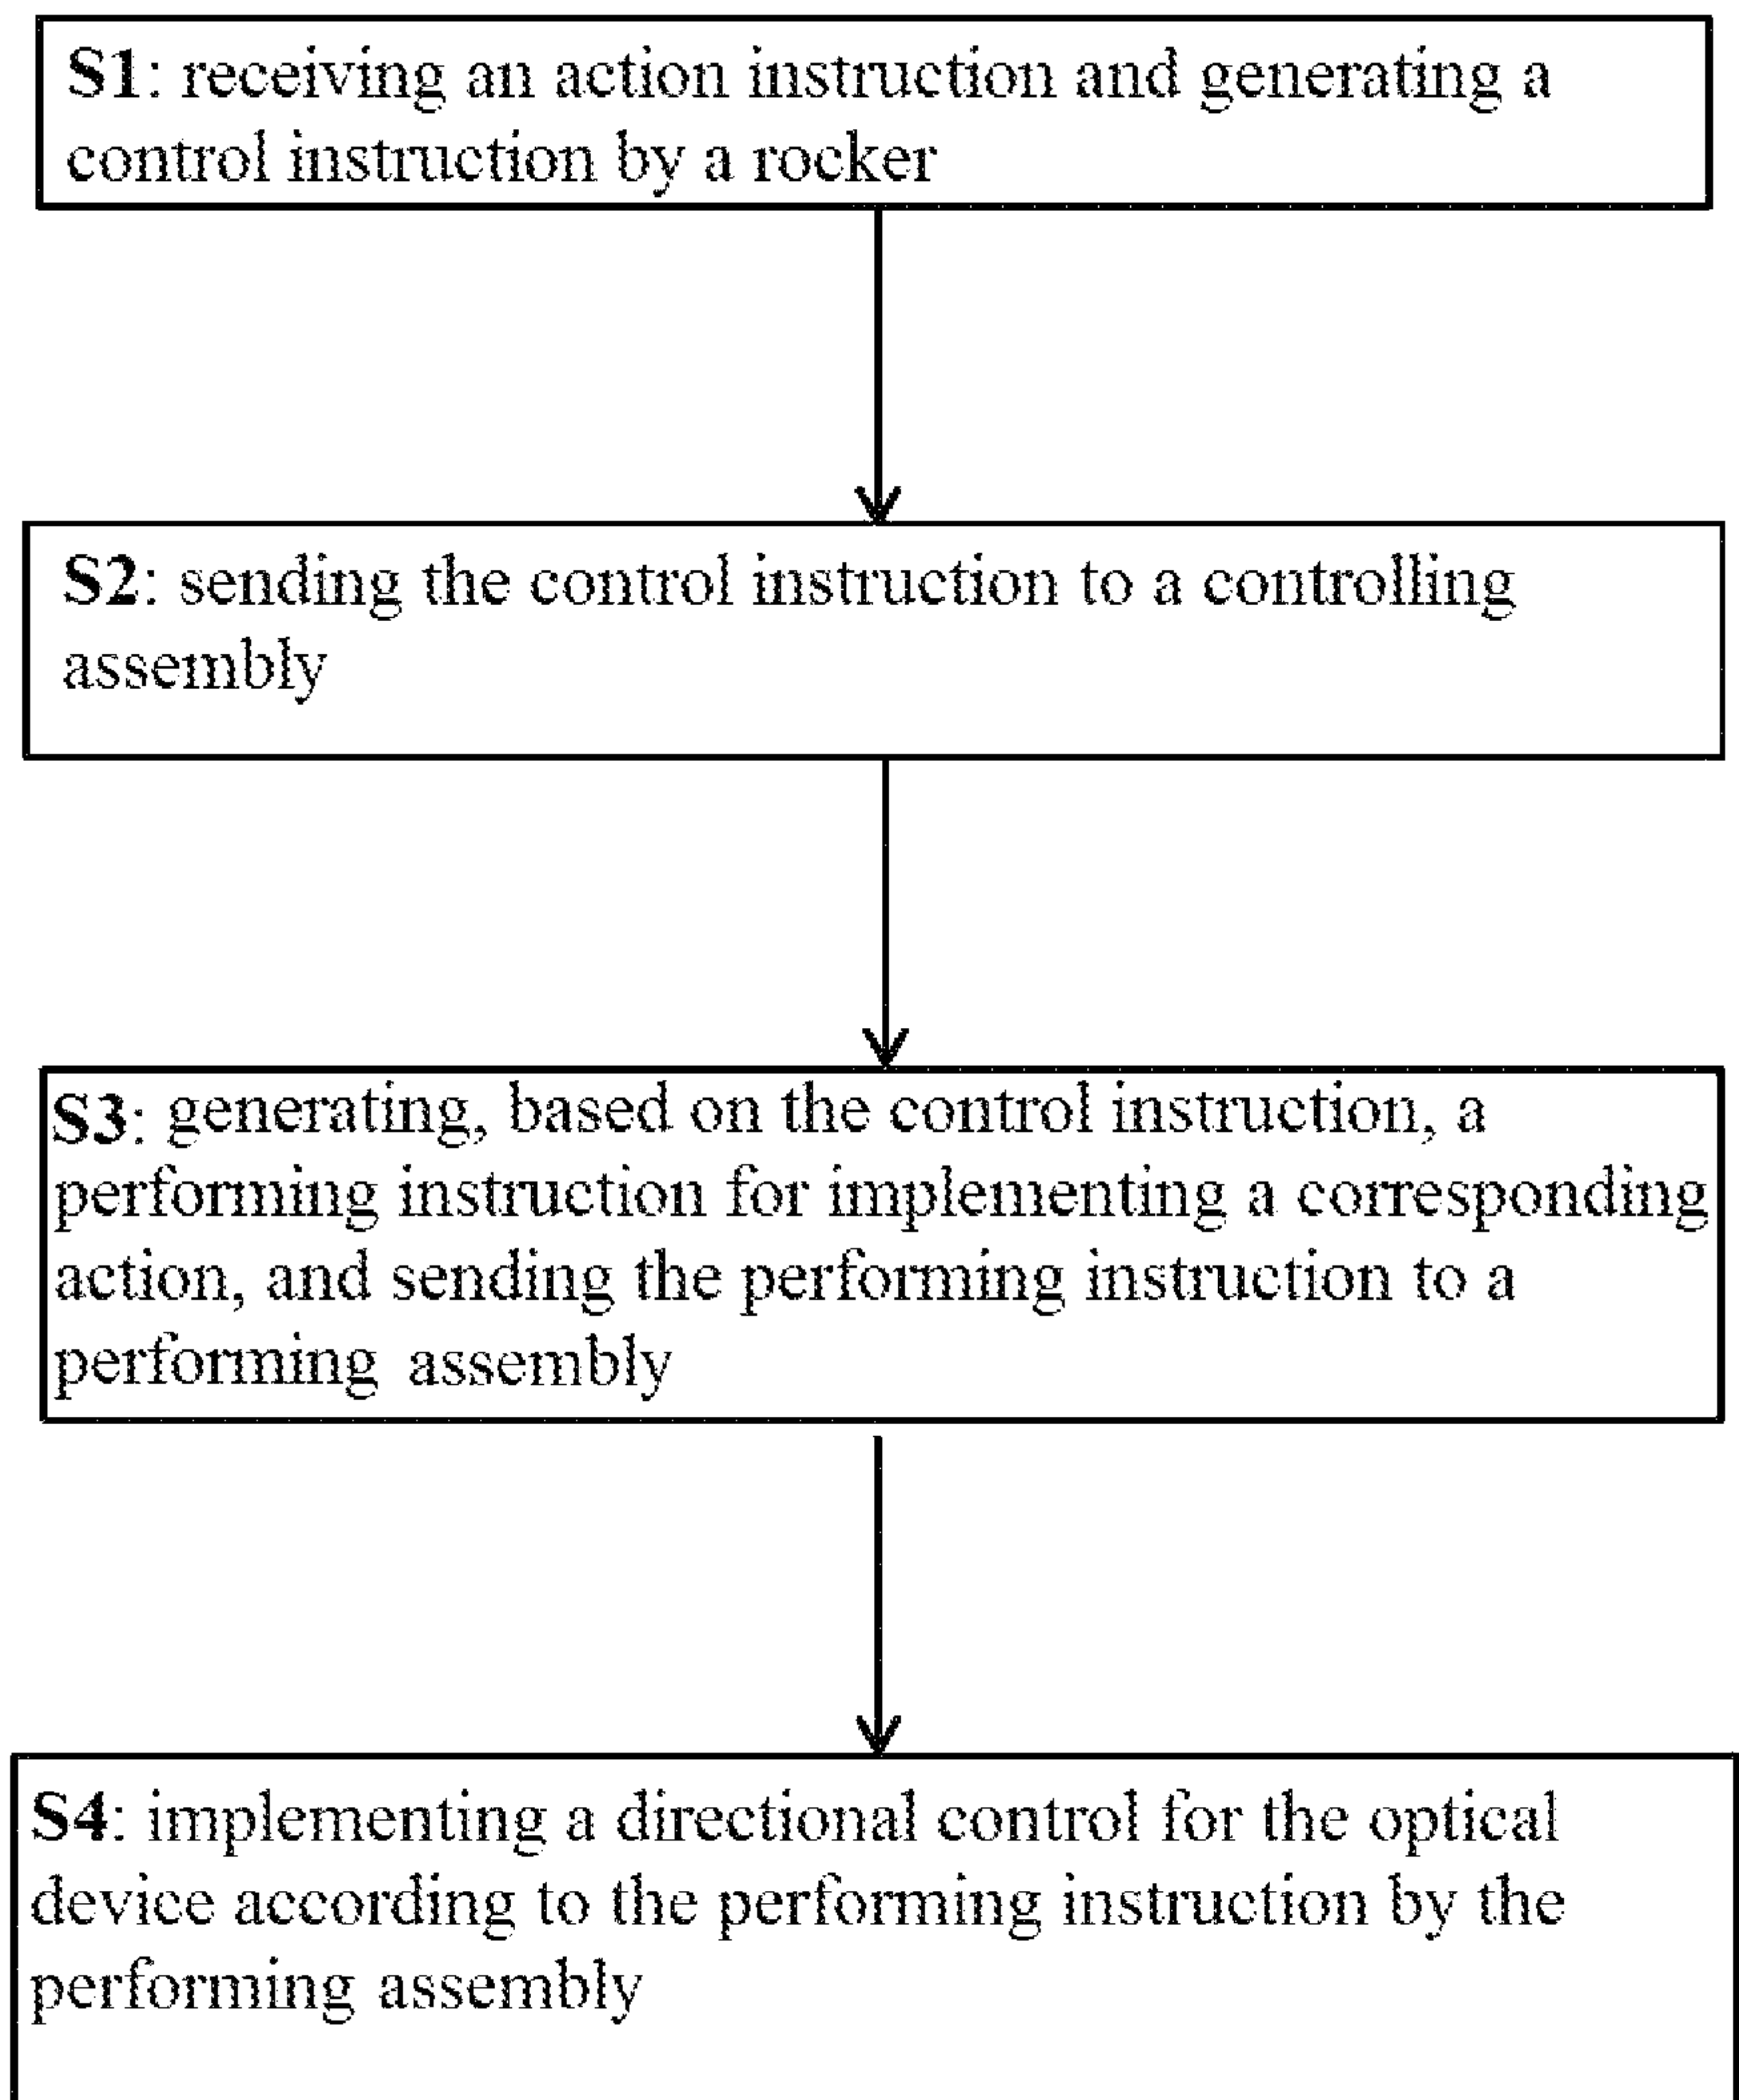 S1: receiving an action instruction and generating a
control instruction by a rocker
S2: sending the control instruction to a controlling
assembly
S3: generating, based on the control instruction, a
performing instruction for implementing a corresponding
action, and sending the performing instruction to a
performing assembly
S4: implementing a directional control for the optical
device according to the performing instruction by the
performing assembly